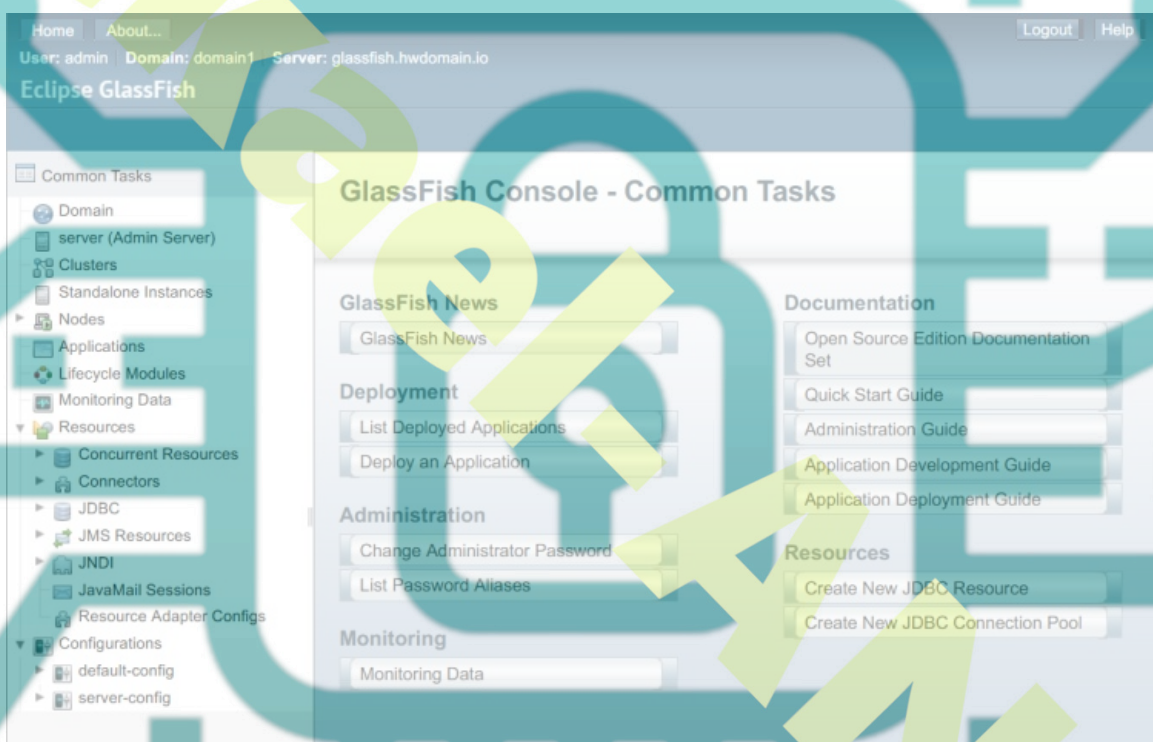 Home About... Logout Help
User: admin Domain: domain1 Server: glassfish.hwdomain.io
Eclipse GlassFish
Common Tasks
Domain
server (Admin Server)
Clusters
Standalone Instances
Nodes
Applications
Lifecycle Modules
Monitoring Data
Resources
Concurrent Resources
Connectors
JDBC
JMS Resources
JNDI
JavaMail Sessions
Resource Adapter Configs
Configurations
default-config
server-config
GlassFish Console - Common Tasks
GlassFish News
GlassFish News
Deployment
List Deployed Applications
Deploy an Application
Administration
Change Administrator Password
List Password Aliases
Monitoring
Monitoring Data
Documentation
Open Source Edition Documentation
Set
Quick Start Guide
Administration Guide
Application Development Guide
Application Deployment Guide
Resources
Create New JDBC Resource
Create New JDBC Connection Pool